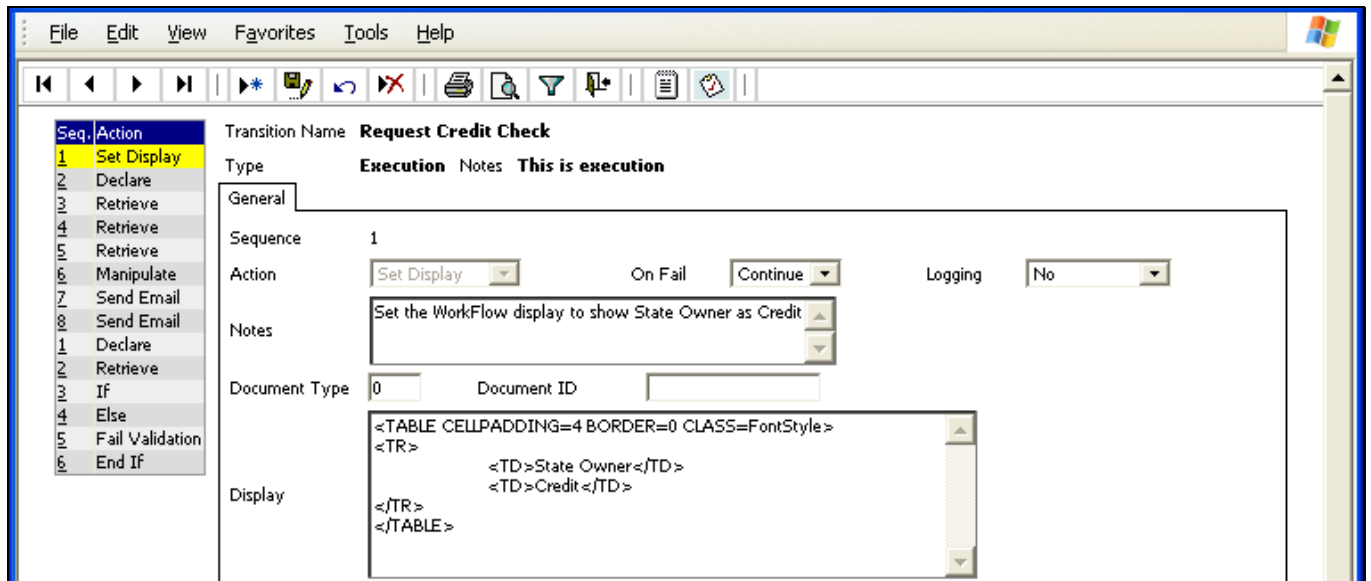 File Edit View Favorites Tools Help
Seq. Action
1 Set Display
2 Declare
3 Retrieve
4 Retrieve
5 Retrieve
6 Manipulate
7 Send Email
8 Send Email
1 Declare
2 Retrieve
3 If
4 Else
5 Fail Validation
6 End If
Transition Name Request Credit Check
Type Execution Notes This is execution
General
Sequence 1
Action Set Display On Fail Continue Logging No
Notes Set the WorkFlow display to show State Owner as Credit
Document Type 0 Document ID
Display
<TABLE CELLPADDING=4 BORDER=0 CLASS=FontStyle>
<TR>
<TD>State Owner</TD>
<TD>Credit</TD>
</TR>
</TABLE>